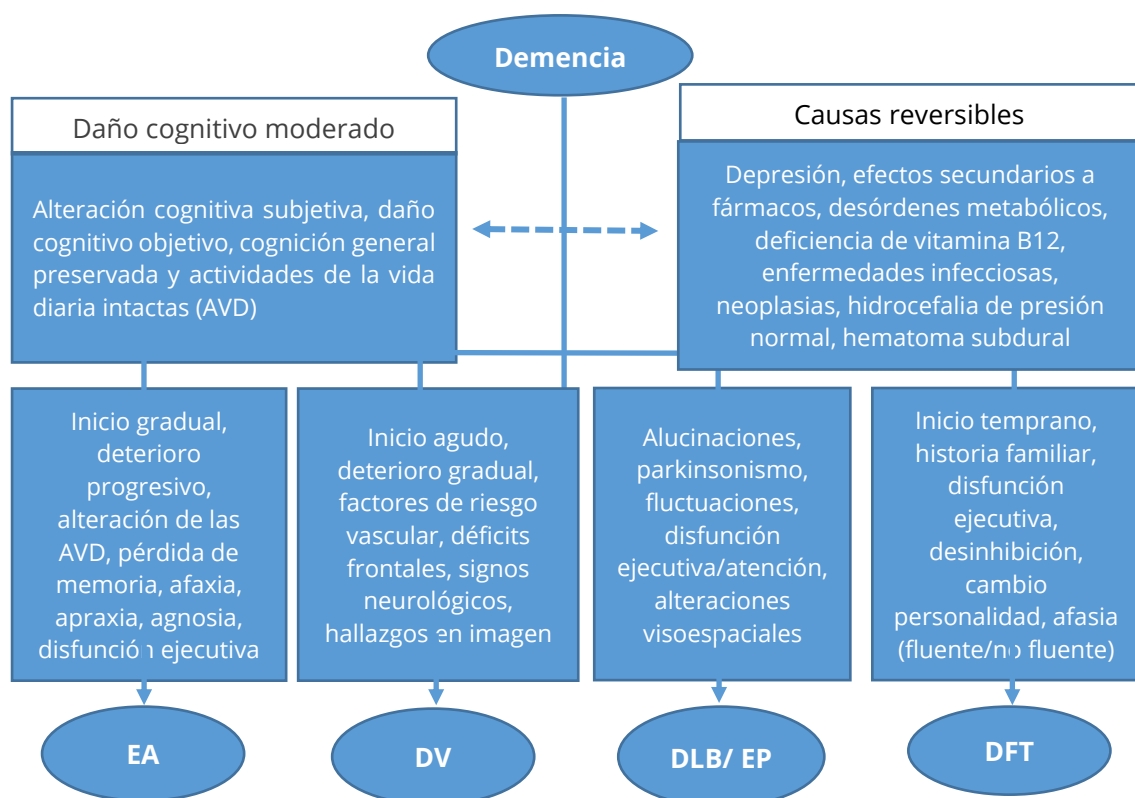 Demencia
Daño cognitivo moderado
Alteración cognitiva subjetiva, daño
cognitivo objetivo, cognición general
preservada y actividades de la vida
diaria intactas (AVD)
Causas reversibles
Depresión, efectos secundarios a
fármacos, desórdenes metabólicos,
deficiencia de vitamina B12,
enfermedades infecciosas,
neoplasias, hidrocefalia de presión
normal, hematoma subdural
Inicio gradual,
deterioro
progresivo,
alteración de las
AVD, pérdida de
memoria, afaxia,
apraxia, agnosia,
disfunción ejecutiva
Inicio agudo,
deterioro gradual,
factores de riesgo
vascular, déficits
frontales, signos
neurológicos,
hallazgos en imagen
Alucinaciones,
parkinsonismo,
fluctuaciones,
disfunción
ejecutiva/atención,
alteraciones
visoespaciales
Inicio temprano,
historia familiar,
disfunción
ejecutiva,
desinhibición,
cambio
personalidad, afasia
(fluente/no fluente)
EA
DV
DLB/ EP
DFT